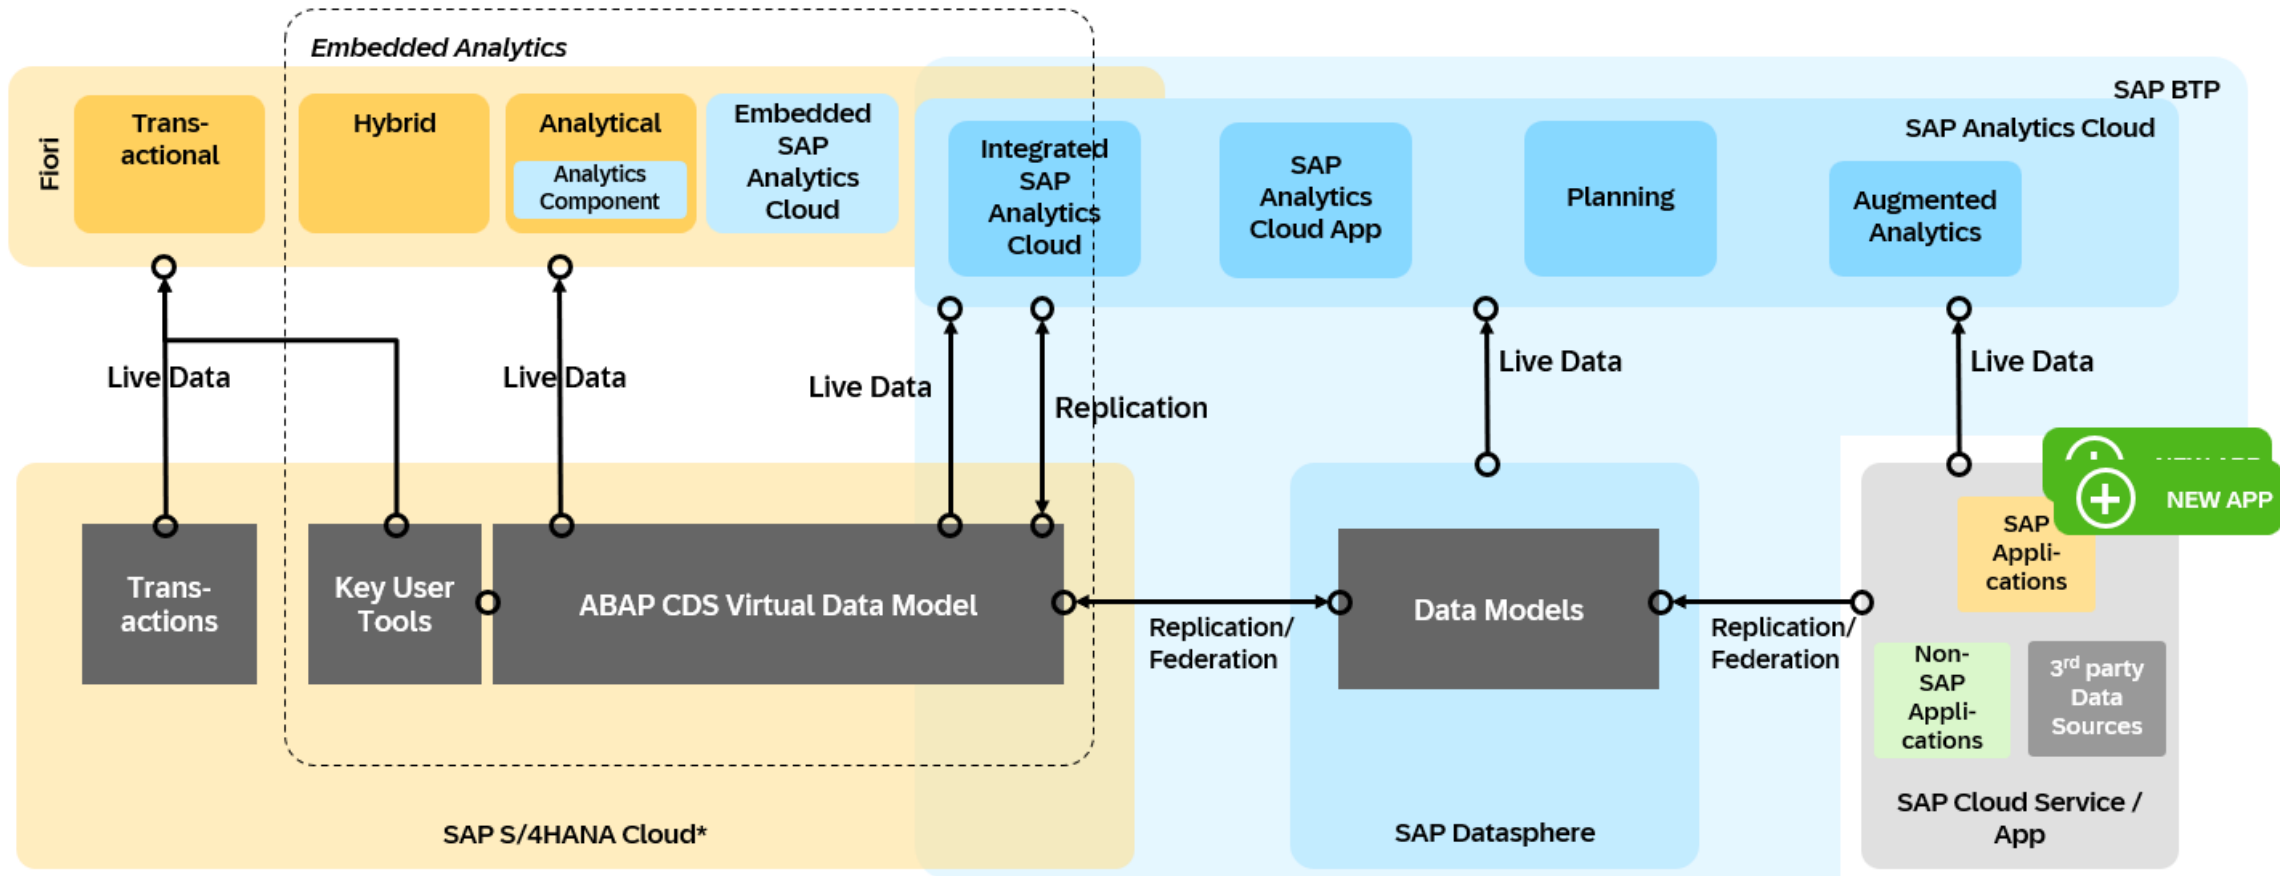 Embedded Analytics
SAP BTP
Fiori
Trans-
actional
Hybrid
Analytical
Analytics
Component
Embedded
SAP
Analytics
Cloud
Integrated
SAP
Analytics
Cloud
SAP
Analytics
Cloud App
Planning
SAP Analytics Cloud
Augmented
Analytics
Live Data
Live Data
Live Data
Replication
Live Data
Live Data
Trans-
actions
Key User
Tools
ABAP CDS Virtual Data Model
Replication/
Federation
Data Models
Replication/
Federation
NEW APP
SAP
Appli-
cations
Non-
SAP
Appli-
cations
3rd party
Data
Sources
SAP S/4HANA Cloud*
SAP Datasphere
SAP Cloud Service /
App